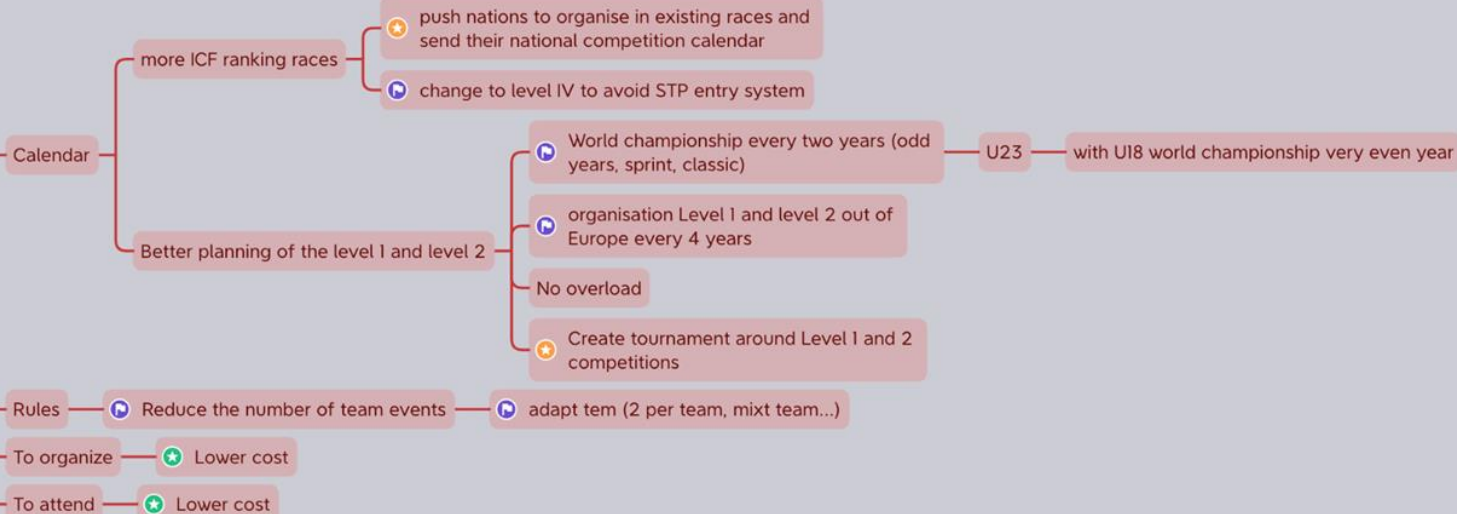 push nations to organise in existing races and
send their national competition calendar
more ICF ranking races
change to level IV to avoid STP entry system
Calendar
World championship every two years (odd
years, sprint, classic)
U23
with U18 world championship very even year
organisation Level 1 and level 2 out of
Europe every 4 years
Better planning of the level 1 and level 2
No overload
Create tournament around Level 1 and 2
competitions
Rules
Reduce the number of team events
adapt tem (2 per team, mixt team...)
To organize
Lower cost
To attend
Lower cost